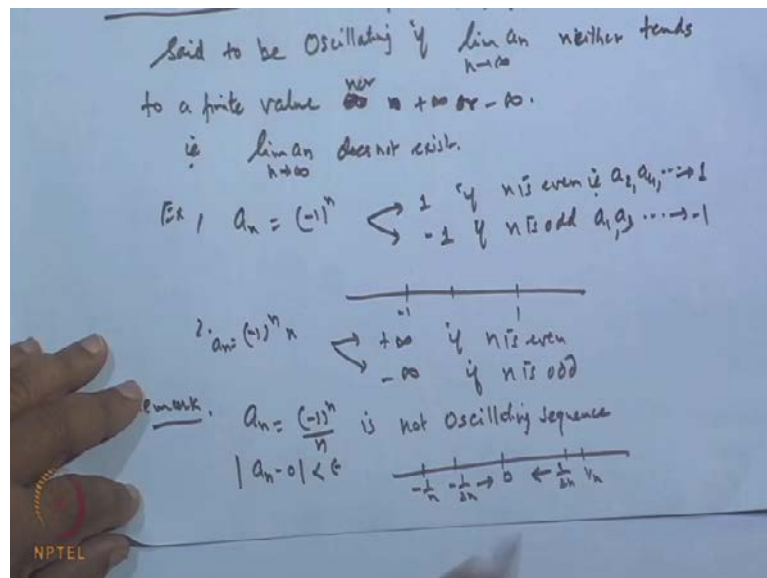 Said to be Oscillating if lim an neither tends
n→∞
to a finite value nor +∞ or -∞.
ie lim an does not exist.
n→∞
Ex 1 an = (-1)^n 1 if n is even ie a2, a4, ...→1
-1 if n is odd a1, a3 ...→-1
-1 1
2. an = (-1)^n n +∞ if n is even
-∞ if n is odd
emark. an = (-1)^n/n is not Oscillating sequence
|an-0| < ε -1/n -1/2n → 0 ← 1/2n 1/n
NPTEL